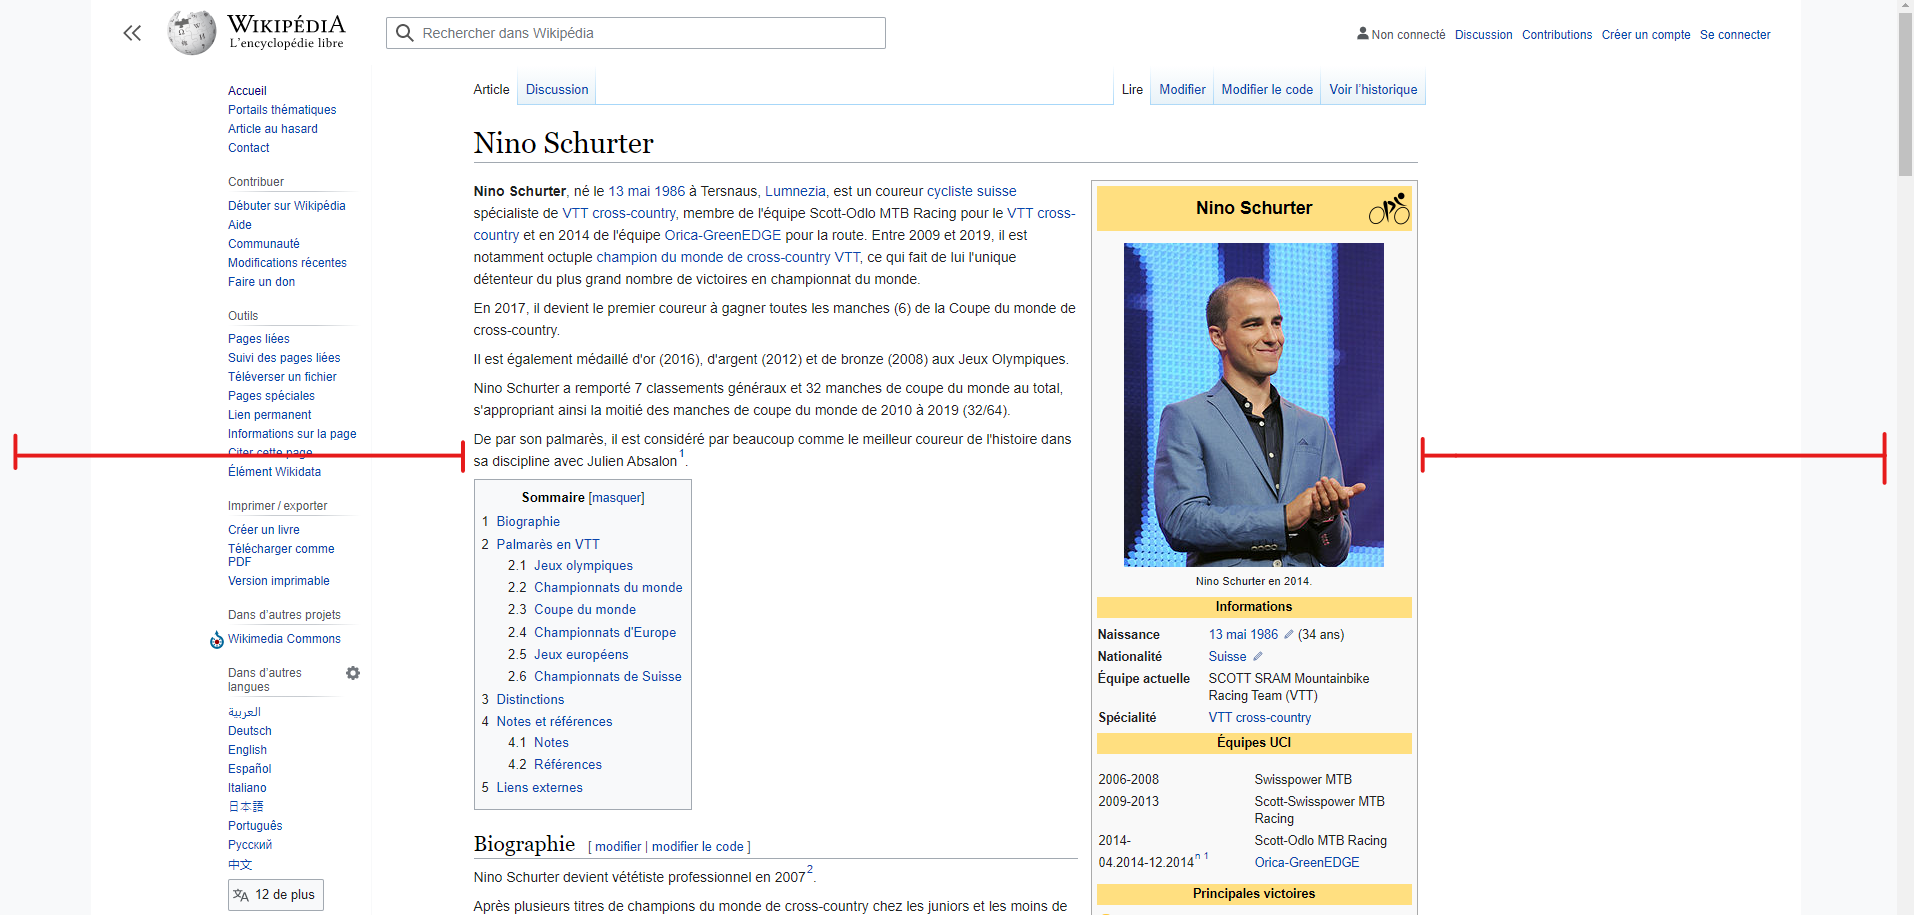 WIKIPÉDIA
L'encyclopédie libre
Rechercher dans Wikipédia
Non connecté Discussion Contributions Créer un compte Se connecter
Accueil
Portails thématiques
Article au hasard
Contact
Contribuer
Débuter sur Wikipédia
Aide
Communauté
Modifications récentes
Faire un don
Outils
Pages liées
Suivi des pages liées
Téléverser un fichier
Pages spéciales
Lien permanent
Informations sur la page
Citer cette page
Élément Wikidata
Imprimer / exporter
Créer un livre
Télécharger comme
PDF
Version imprimable
Dans d'autres projets
Wikimedia Commons
Dans d'autres
langues
العربية
Deutsch
English
Español
Italiano
日本語
Português
Русский
中文
12 de plus
Article Discussion
Lire Modifier Modifier le code Voir l'historique
Nino Schurter
Nino Schurter, né le 13 mai 1986 à Tersnaus, Lumnezia, est un coureur cycliste suisse
spécialiste de VTT cross-country, membre de l'équipe Scott-Odlo MTB Racing pour le VTT cross-
country et en 2014 de l'équipe Orica-GreenEDGE pour la route. Entre 2009 et 2019, il est
notamment octuple champion du monde de cross-country VTT, ce qui fait de lui l'unique
détenteur du plus grand nombre de victoires en championnat du monde.
En 2017, il devient le premier coureur à gagner toutes les manches (6) de la Coupe du monde de
cross-country.
Il est également médaillé d'or (2016), d'argent (2012) et de bronze (2008) aux Jeux Olympiques.
Nino Schurter a remporté 7 classements généraux et 32 manches de coupe du monde au total,
s'appropriant ainsi la moitié des manches de coupe du monde de 2010 à 2019 (32/64).
De par son palmarès, il est considéré par beaucoup comme le meilleur coureur de l'histoire dans
sa discipline avec Julien Absalon1.
Sommaire [masquer]
1 Biographie
2 Palmarès en VTT
2.1 Jeux olympiques
2.2 Championnats du monde
2.3 Coupe du monde
2.4 Championnats d'Europe
2.5 Jeux européens
2.6 Championnats de Suisse
3 Distinctions
4 Notes et références
4.1 Notes
4.2 Références
5 Liens externes
Biographie [ modifier | modifier le code ]
Nino Schurter devient vététiste professionnel en 20072.
Après plusieurs titres de champions du monde de cross-country chez les juniors et les moins de
Nino Schurter
Nino Schurter en 2014.
Informations
Naissance 13 mai 1986 (34 ans)
Nationalité Suisse
Équipe actuelle SCOTT SRAM Mountainbike
Racing Team (VTT)
Spécialité VTT cross-country
Équipes UCI
2006-2008 Swisspower MTB
2009-2013 Scott-Swisspower MTB
Racing
2014- Scott-Odlo MTB Racing
04.2014-12.2014n 1 Orica-GreenEDGE
Principales victoires